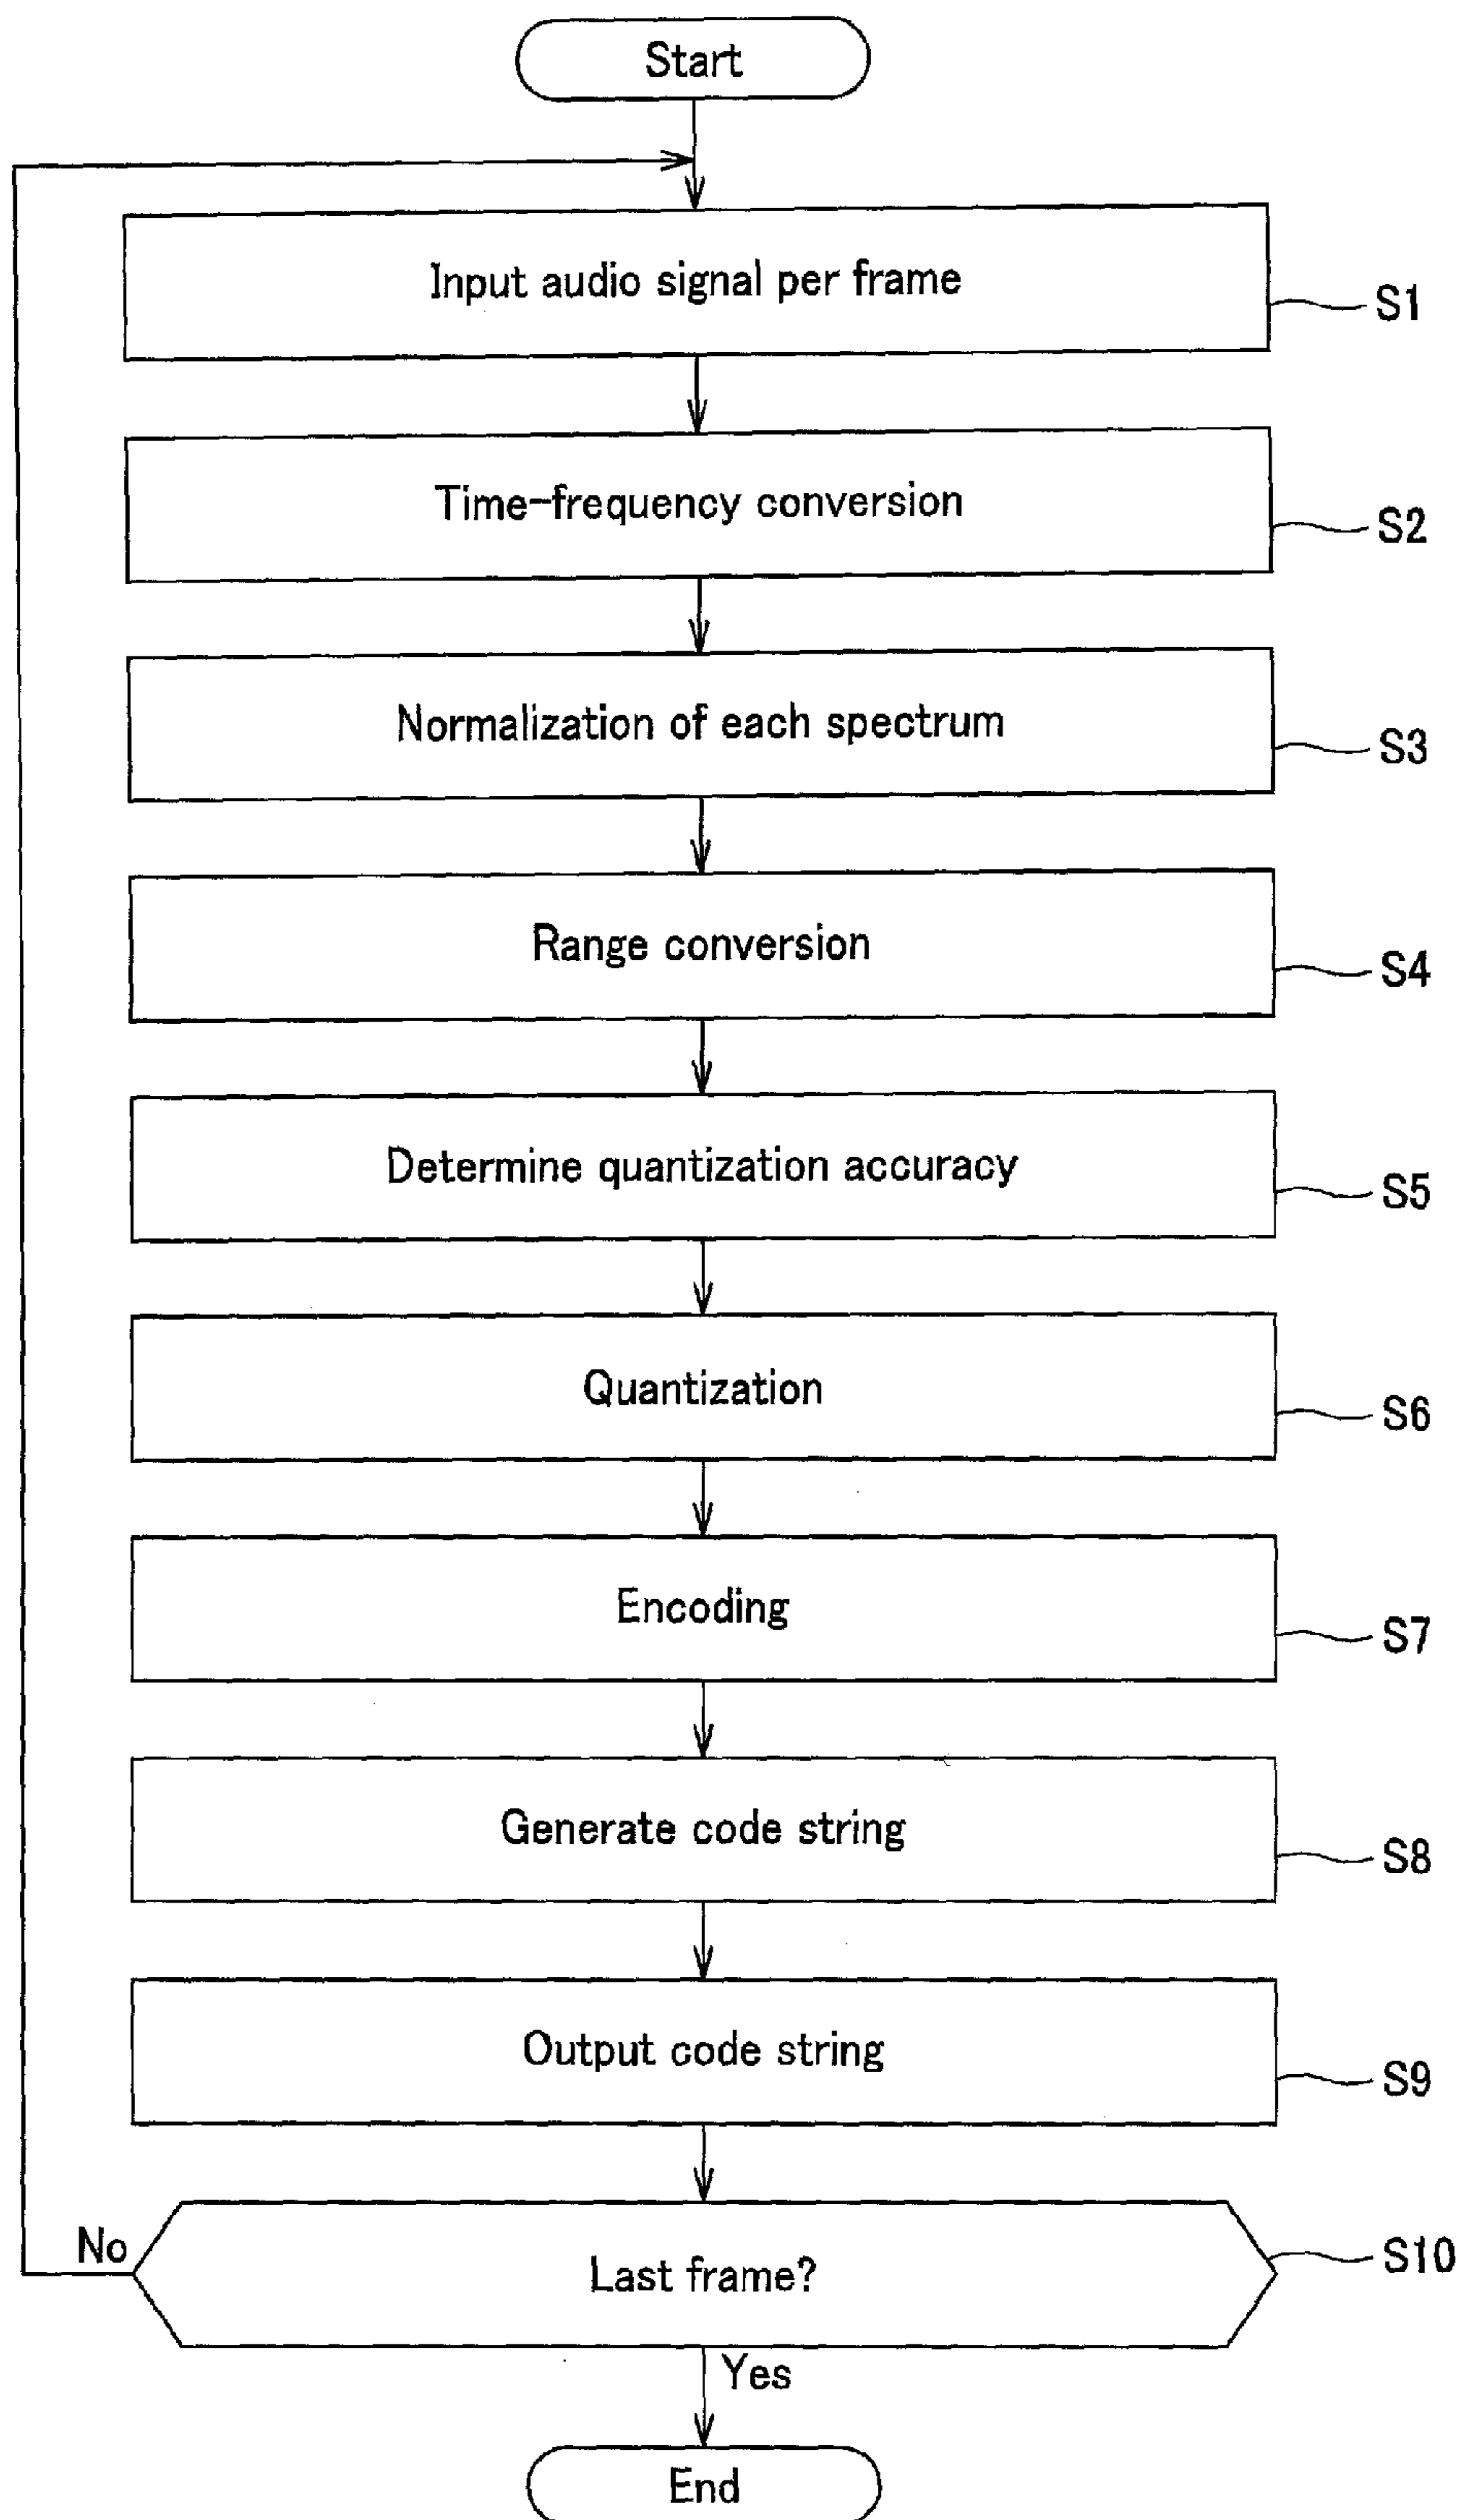 Start
Input audio signal per frame
S1
Time-frequency conversion
S2
Normalization of each spectrum
S3
Range conversion
S4
Determine quantization accuracy
S5
Quantization
S6
Encoding
S7
Generate code string
S8
Output code string
S9
No
Last frame?
S10
Yes
End